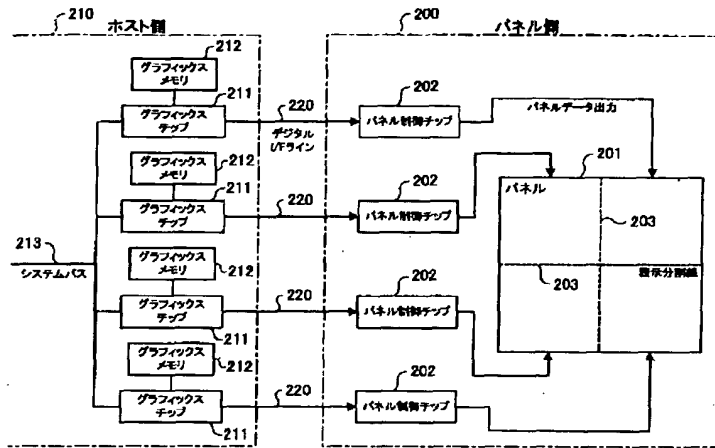 210
ホスト側
200
パネル側
212
グラフィックス
メモリ
211
グラフィックス
チップ
220
デジタル
I/Fライン
202
パネル制御チップ
パネルデータ出力
201
パネル
203
203
表示分割線
212
グラフィックス
メモリ
211
グラフィックス
チップ
220
202
パネル制御チップ
213
システムバス
グラフィックス
メモリ
212
グラフィックス
チップ
211
220
202
パネル制御チップ
グラフィックス
メモリ
212
グラフィックス
チップ
211
220
202
パネル制御チップ